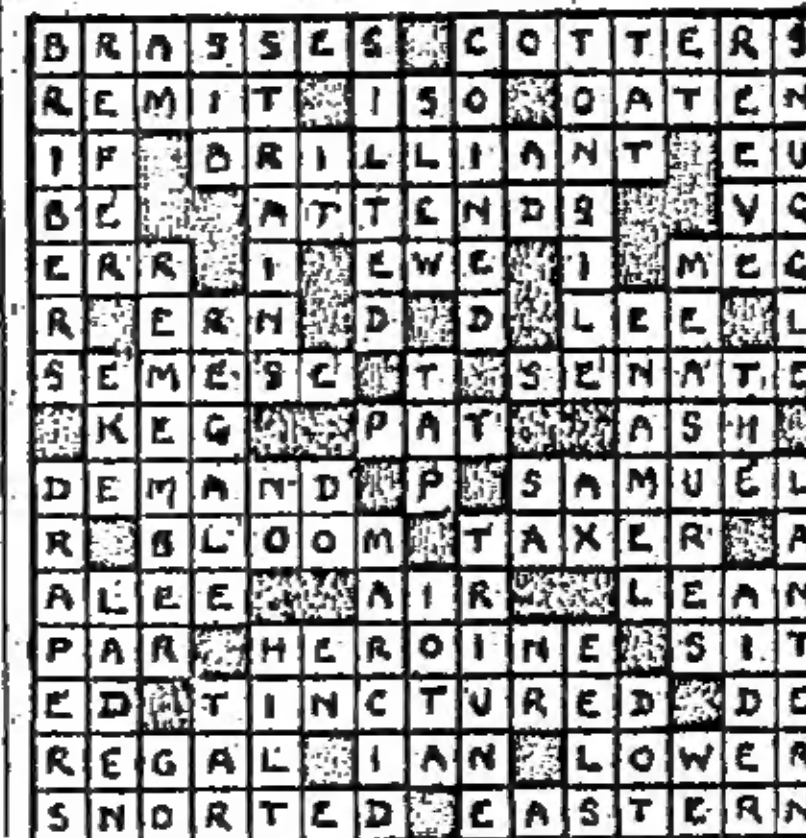 BRASSES COTTERS
REMIT ISO OATEN
IF BRILLIANT EU
BE ATTENDS VO
ERR I EWE I MEG
R ERN D D LEE L
SEMESE T SENATE
KEG PAT ASH
DEMAND P SAMUEL
R BLOOM TAXER A
ALEE AIR LEAN
PAR HEROINE SIT
ED TINCTURED DE
REGAL IAN LOWER
SNORTED EASTERN